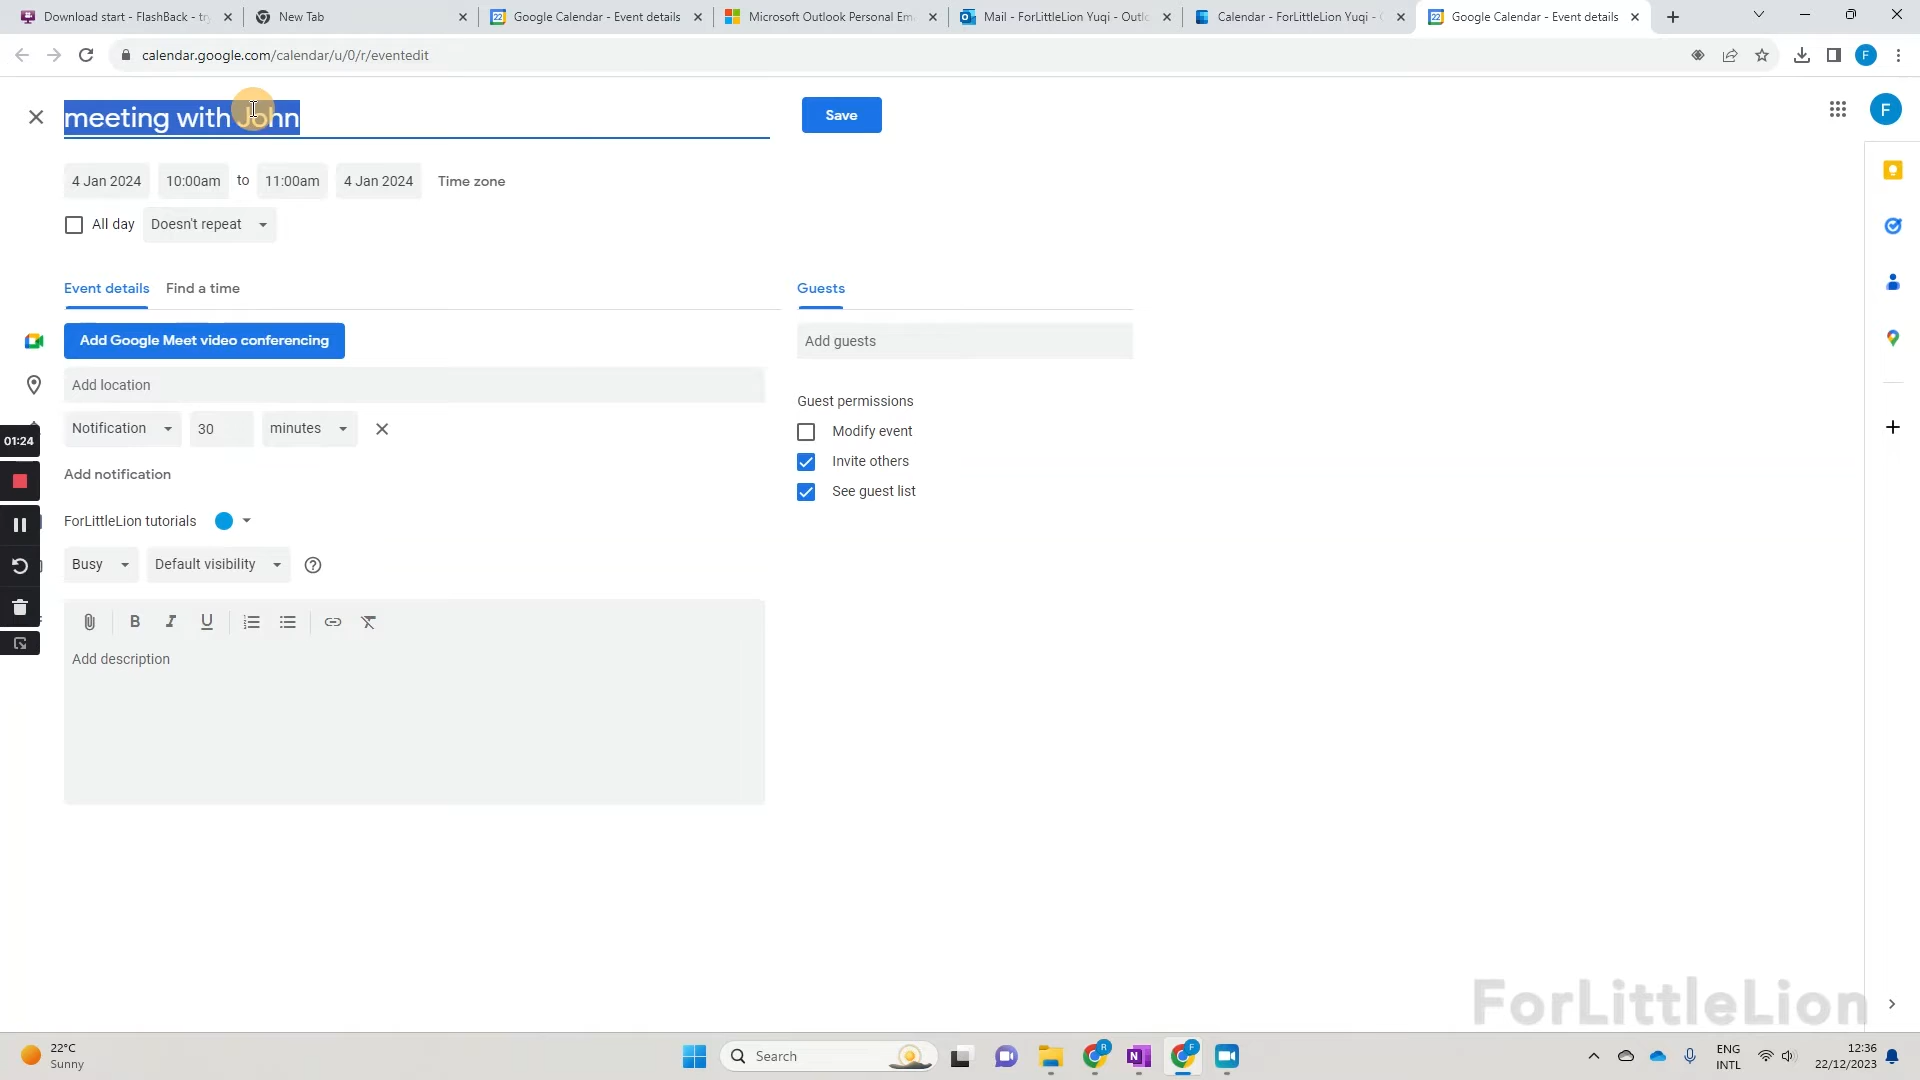 Download start - FlashBack - try
New Tab
Google Calendar - Event details
Microsoft Outlook Personal Em
Mail - ForLittleLion Yuqi - Outlo
Calendar - ForLittleLion Yuqi -
Google Calendar - Event details
calendar.google.com/calendar/u/0/r/eventedit
F
meeting with John
Save
F
4 Jan 2024 10:00am to 11:00am 4 Jan 2024 Time zone
All day Doesn't repeat
Event details Find a time
Guests
Add Google Meet video conferencing
Add guests
Add location
Guest permissions
Notification 30 minutes
Modify event
01:24
Invite others
Add notification
See guest list
ForLittleLion tutorials
Busy Default visibility
B I U
Add description
ForLittleLion
22°C
Sunny
Search
ENG
INTL
12:36
22/12/2023